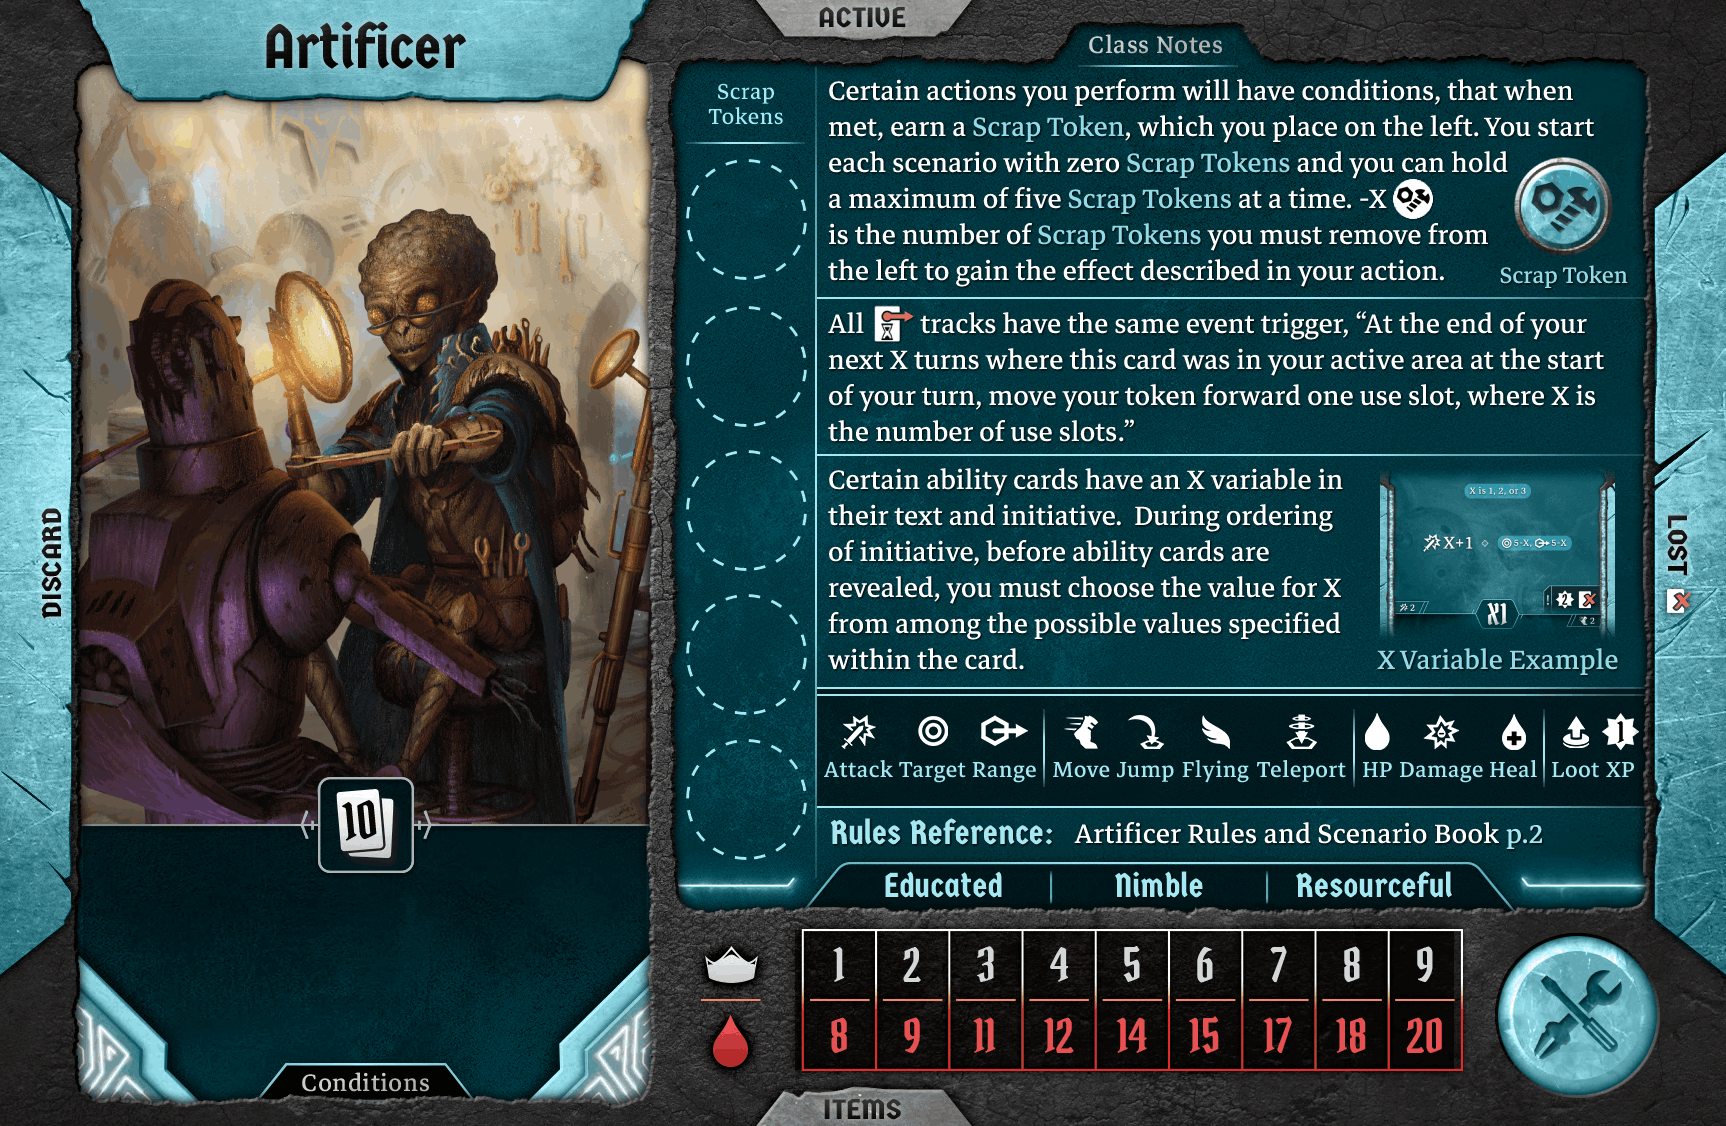 Artificer
ACTIVE
Class Notes
Scrap
Tokens
Certain actions you perform will have conditions, that when
met, earn a Scrap Token, which you place on the left. You start
each scenario with zero Scrap Tokens and you can hold
a maximum of five Scrap Tokens at a time. -X
is the number of Scrap Tokens you must remove from
the left to gain the effect described in your action.
Scrap Token
All tracks have the same event trigger, “At the end of your
next X turns where this card was in your active area at the start
of your turn, move your token forward one use slot, where X is
the number of use slots.”
Certain ability cards have an X variable in
their text and initiative. During ordering
of initiative, before ability cards are
revealed, you must choose the value for X
from among the possible values specified
within the card.
X is 1, 2, or 3
X+1 5-X, 5-X
2
X1
2
2
X Variable Example
Attack Target Range Move Jump Flying Teleport HP Damage Heal Loot XP
1
Rules Reference: Artificer Rules and Scenario Book p.2
Educated Nimble Resourceful
1 2 3 4 5 6 7 8 9
8 9 11 12 14 15 17 18 20
10
Conditions
DISCARD
LOST
ITEMS